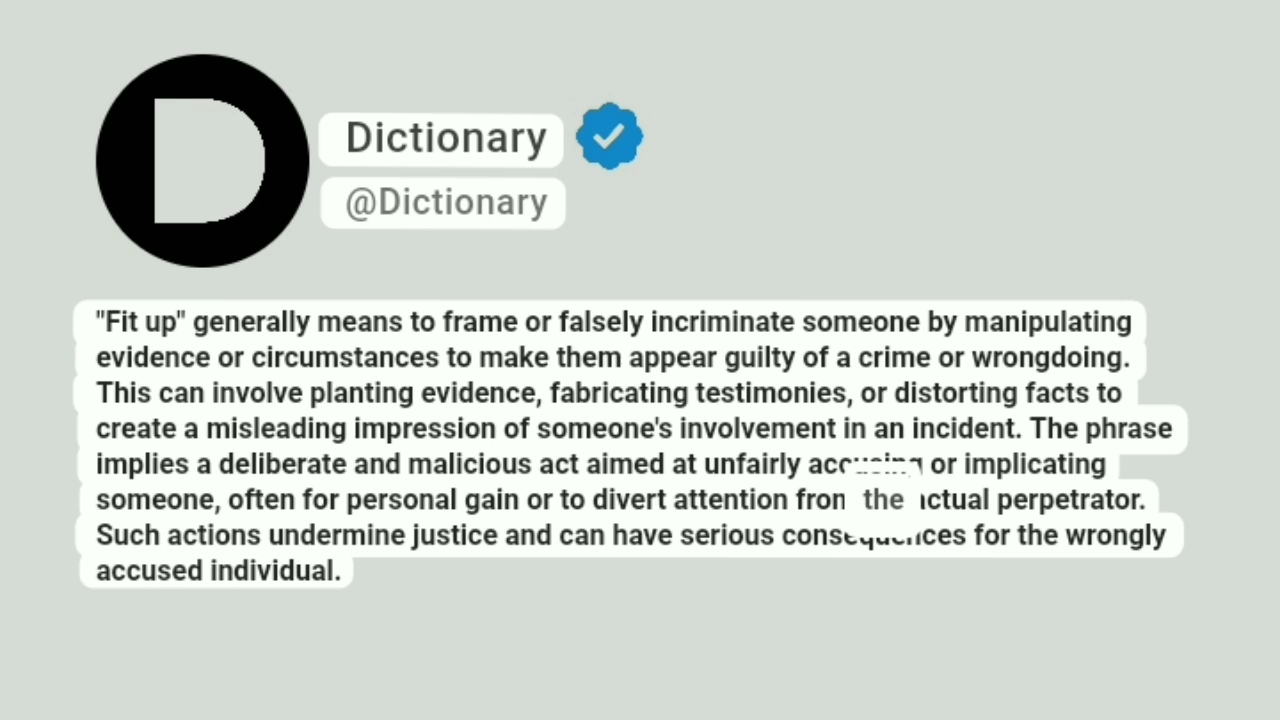 D
Dictionary
@Dictionary
"Fit up" generally means to frame or falsely incriminate someone by manipulating
evidence or circumstances to make them appear guilty of a crime or wrongdoing.
This can involve planting evidence, fabricating testimonies, or distorting facts to
create a misleading impression of someone's involvement in an incident. The phrase
implies a deliberate and malicious act aimed at unfairly accusing or implicating
someone, often for personal gain or to divert attention from the actual perpetrator.
Such actions undermine justice and can have serious consequences for the wrongly
accused individual.